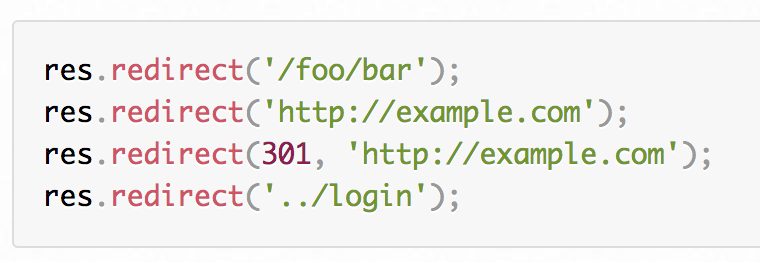 res.redirect('/foo/bar');
res.redirect('http://example.com');
res.redirect(301, 'http://example.com');
res.redirect('../login');